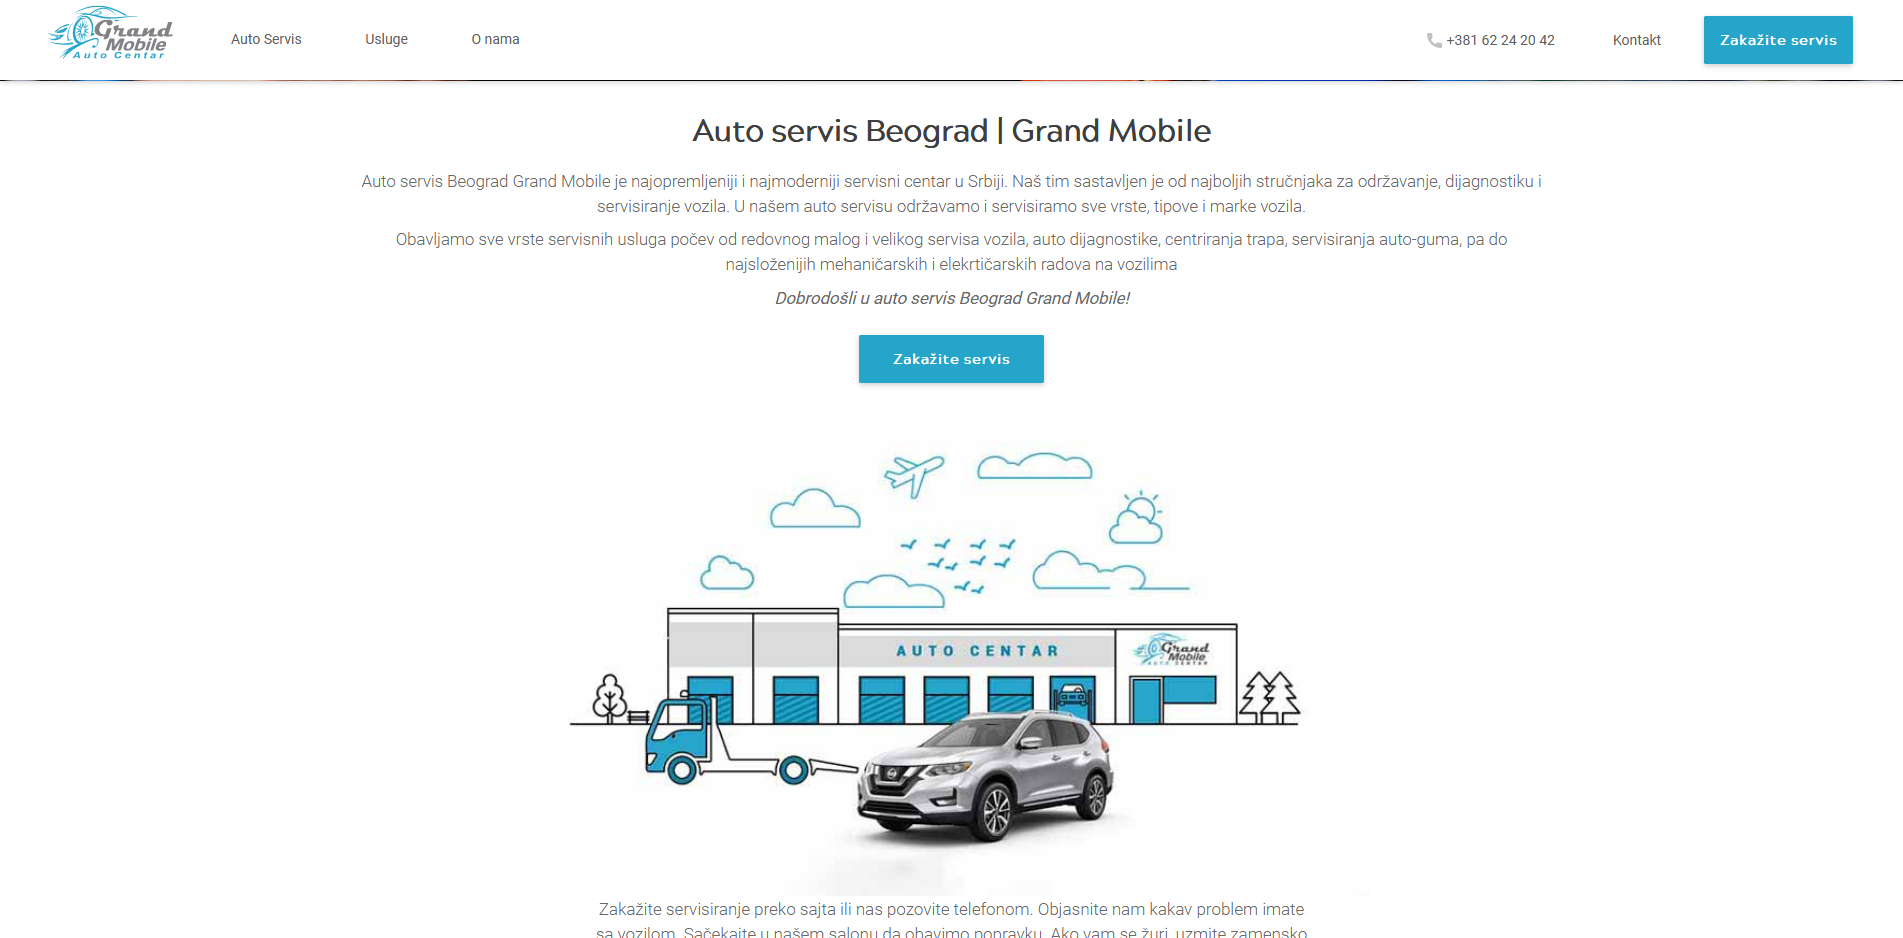 Grand
Mobile
Auto Centar
Auto Servis
Usluge
O nama
+381 62 24 20 42
Kontakt
Zakažite servis
Auto servis Beograd | Grand Mobile
Auto servis Beograd Grand Mobile je najopremljeniji i najmoderniji servisni centar u Srbiji. Naš tim sastavljen je od najboljih stručnjaka za održavanje, dijagnostiku i
servisiranje vozila. U našem auto servisu održavamo i servisiramo sve vrste, tipove i marke vozila.
Obavljamo sve vrste servisnih usluga počev od redovnog malog i velikog servisa vozila, auto dijagnostike, centriranja trapa, servisiranja auto-guma, pa do
najsloženijih mehaničarskih i elekrtičarskih radova na vozilima
Dobrodošli u auto servis Beograd Grand Mobile!
Zakažite servis
AUTO CENTAR
Grand
Mobile
AUTO CENTAR
Zakažite servisiranje preko sajta ili nas pozovite telefonom. Objasnite nam kakav problem imate
sa vozilom. Sačekajte u našem salonu da obavimo popravku. Ako vam se žuri, uzmite zamensko